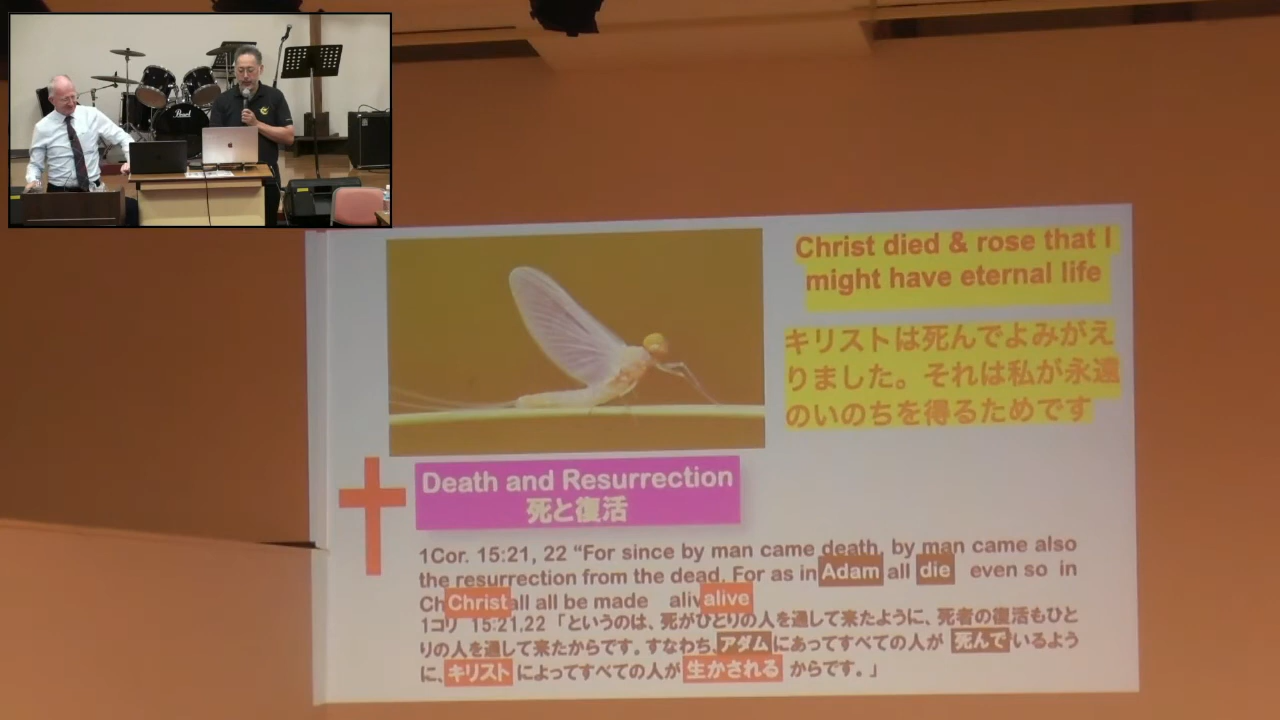 Pearl
Christ died & rose that I
might have eternal life
キリストは死んでよみがえ
りました。それは私が永遠
のいのちを得るためです
Death and Resurrection
死と復活
1Cor. 15:21, 22 “For since by man came death, by man came also
the resurrection from the dead. For as in Adam all die even so in
Ch Christ all all be made aliv alive
1コリ 15:21,22 「というのは、死がひとりの人を通して来たように、死者の復活もひと
りの人を通して来たからです。すなわち、アダムにあってすべての人が 死んでいるよう
に、キリスト によってすべての人が 生かされる からです。」